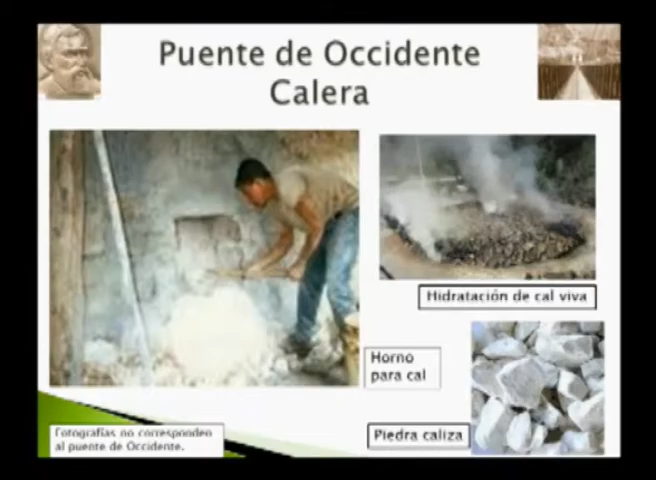 Puente de Occidente
Calera
Hidratación de cal viva
Horno
para cal
Piedra caliza
Fotografías no corresponden
al puente de Occidente.